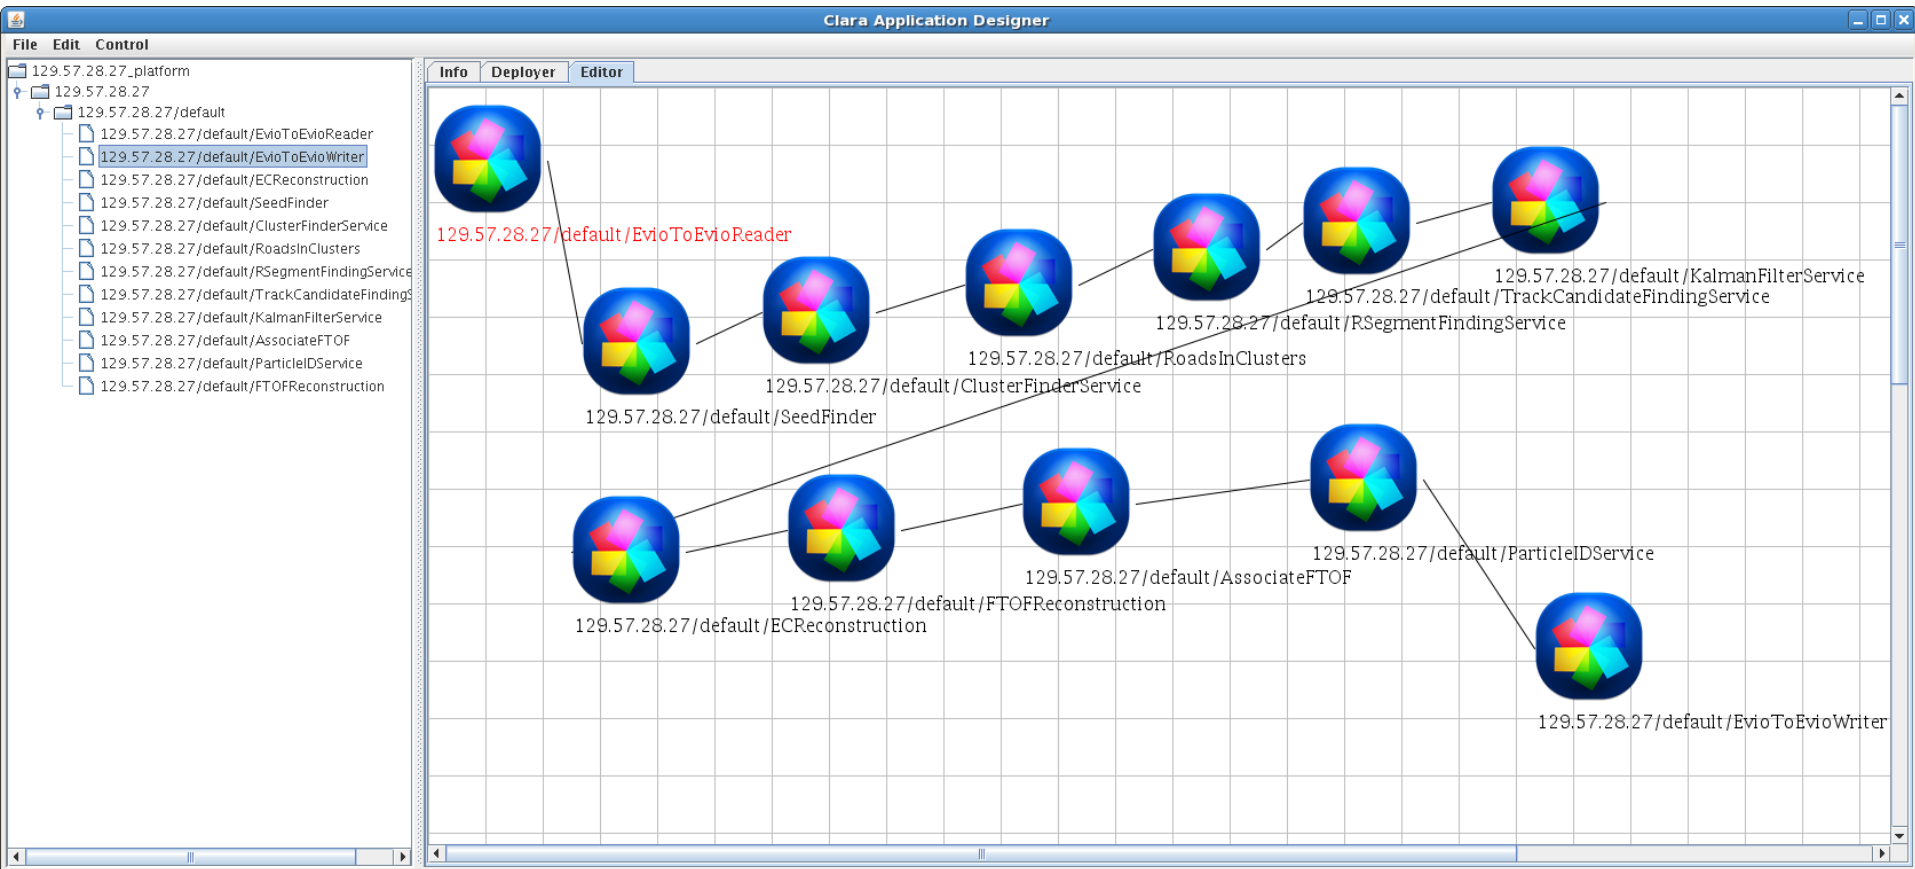 Clara Application Designer
File Edit Control
129.57.28.27_platform
129.57.28.27
129.57.28.27/default
129.57.28.27/default/EvioToEvioReader
129.57.28.27/default/EvioToEvioWriter
129.57.28.27/default/ECReconstruction
129.57.28.27/default/SeedFinder
129.57.28.27/default/ClusterFinderService
129.57.28.27/default/RoadsInClusters
129.57.28.27/default/RSegmentFindingService
129.57.28.27/default/TrackCandidateFindingS
129.57.28.27/default/KalmanFilterService
129.57.28.27/default/AssociateFTOF
129.57.28.27/default/ParticleIDService
129.57.28.27/default/FTOFReconstruction
Info Deployer Editor
129.57.28.27/default/EvioToEvioReader
129.57.28.27/default/KalmanFilterService
129.57.28.27/default/TrackCandidateFindingService
129.57.28.27/default/RSegmentFindingService
129.57.28.27/default/RoadsInClusters
129.57.28.27/default/ClusterFinderService
129.57.28.27/default/SeedFinder
129.57.28.27/default/ParticleIDService
129.57.28.27/default/AssociateFTOF
129.57.28.27/default/FTOFReconstruction
129.57.28.27/default/ECReconstruction
129.57.28.27/default/EvioToEvioWriter